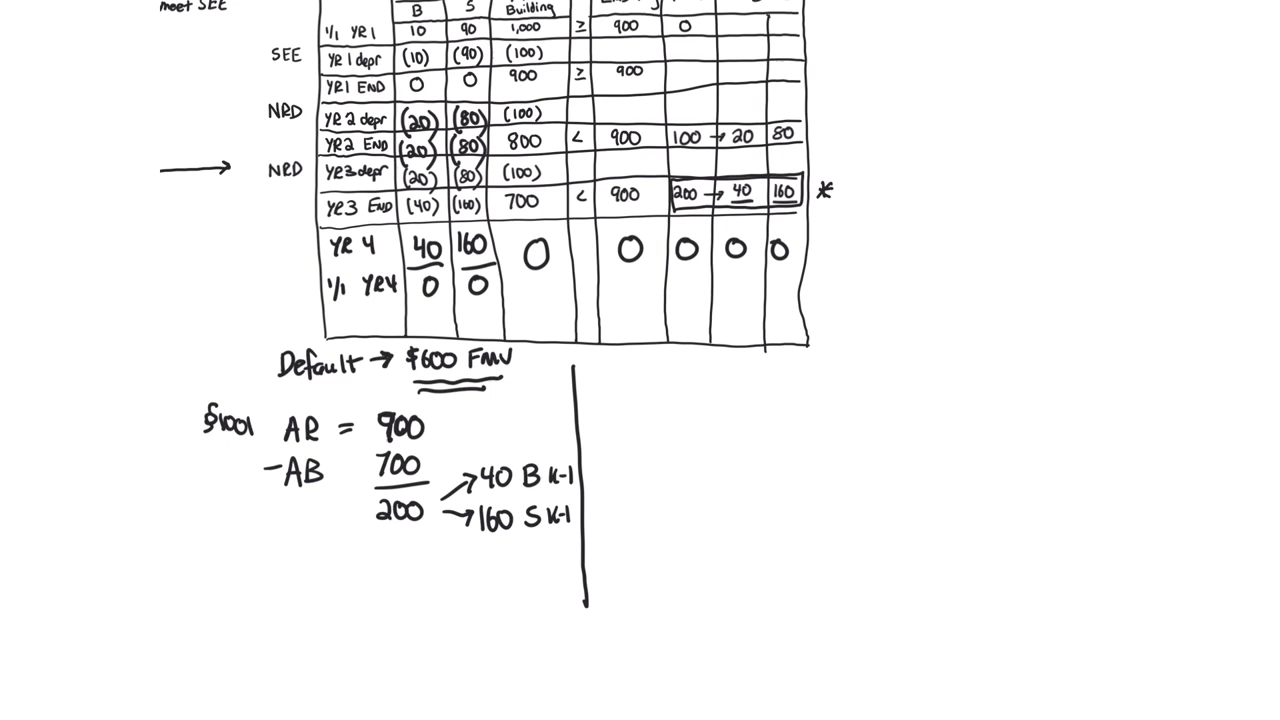 meet SEE
B S Building
1/1 YR1 10 90 1,000 ≥ 900 0
SEE YR 1 depr (10) (90) (100)
YR1 END 0 0 900 ≥ 900
NRD YR 2 depr (20) (80) (100)
YR2 END (20) (80) 800 < 900 100 → 20 80
→ NRD YR3 depr (20) (80) (100)
YR3 END (40) (160) 700 < 900 200 → 40 160 *
YR 4 40 160 0 0 0 0 0
1/1 YR4 0 0
Default → $600 FMV
§1001 AR = 900
-AB 700
200 → 40 B K-1
→ 160 S K-1